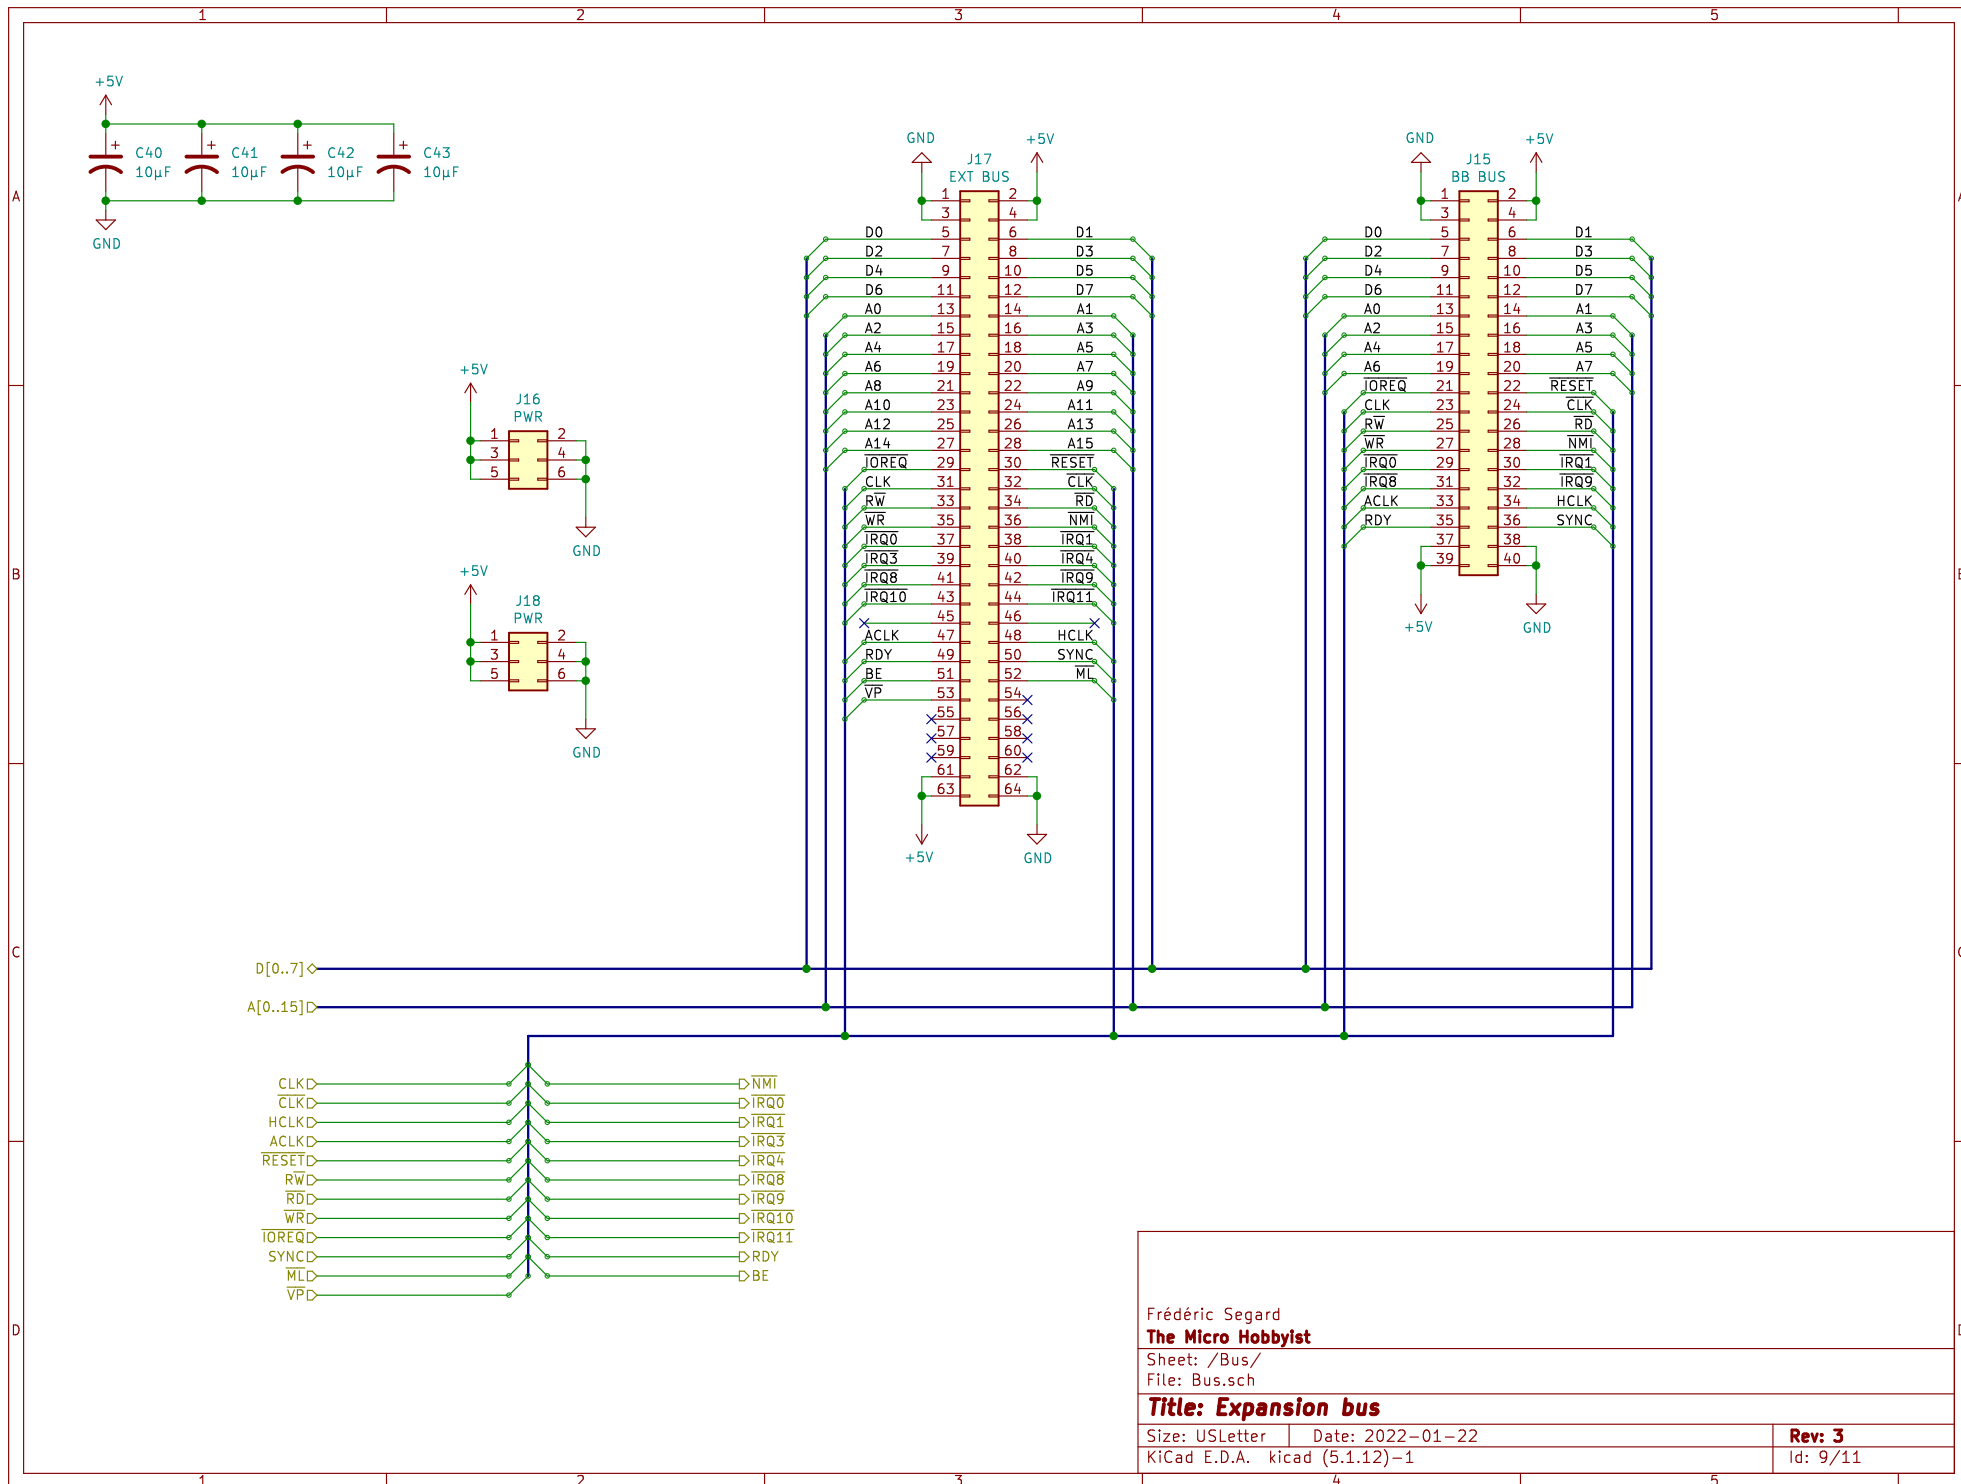 1 2 3 4 5
+5V
C40 C41 C42 C43
10µF 10µF 10µF 10µF
GND
A
B
C
D
+5V
J16
PWR
1 2
3 4
5 6
GND
+5V
J18
PWR
1 2
3 4
5 6
GND
GND +5V
J17
EXT BUS
1 2
3 4
D0 5 6 D1
D2 7 8 D3
D4 9 10 D5
D6 11 12 D7
A0 13 14 A1
A2 15 16 A3
A4 17 18 A5
A6 19 20 A7
A8 21 22 A9
A10 23 24 A11
A12 25 26 A13
A14 27 28 A15
IOREQ 29 30 RESET
CLK 31 32 CLK
RW 33 34 RD
WR 35 36 NMI
IRQ0 37 38 IRQ1
IRQ3 39 40 IRQ4
IRQ8 41 42 IRQ9
IRQ10 43 44 IRQ11
45 46
ACLK 47 48 HCLK
RDY 49 50 SYNC
BE 51 52 ML
VP 53 54
55 56
57 58
59 60
61 62
63 64
+5V GND
GND +5V
J15
BB BUS
1 2
3 4
D0 5 6 D1
D2 7 8 D3
D4 9 10 D5
D6 11 12 D7
A0 13 14 A1
A2 15 16 A3
A4 17 18 A5
A6 19 20 A7
IOREQ 21 22 RESET
CLK 23 24 CLK
RW 25 26 RD
WR 27 28 NMI
IRQ0 29 30 IRQ1
IRQ8 31 32 IRQ9
ACLK 33 34 HCLK
RDY 35 36 SYNC
37 38
39 40
+5V GND
D[0..7]
A[0..15]
CLK NMI
CLK IRQ0
HCLK IRQ1
ACLK IRQ3
RESET IRQ4
RW IRQ8
RD IRQ9
WR IRQ10
IOREQ IRQ11
SYNC RDY
ML BE
VP
Frédéric Segard
The Micro Hobbyist
Sheet: /Bus/
File: Bus.sch
Title: Expansion bus
Size: USLetter Date: 2022-01-22 Rev: 3
KiCad E.D.A. kicad (5.1.12)-1 Id: 9/11
1 2 3 4 5